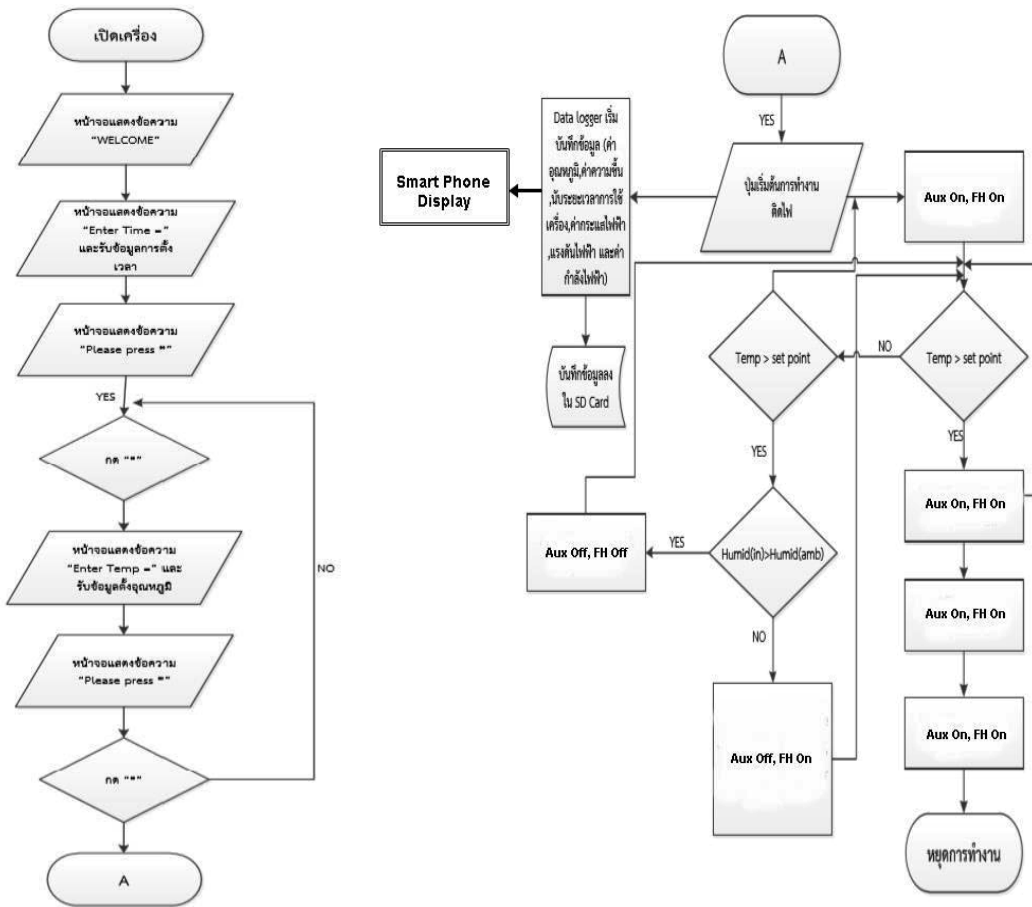 เปิดเครื่อง
หน้าจอแสดงข้อความ
"WELCOME"
หน้าจอแสดงข้อความ
"Enter Time ="
และรับข้อมูลการตั้ง
เวลา
หน้าจอแสดงข้อความ
"Please press *"
YES
กด "*"
หน้าจอแสดงข้อความ
"Enter Temp =" และ
รับข้อมูลตั้งอุณหภูมิ
NO
หน้าจอแสดงข้อความ
"Please press *"
กด "*"
A
A
YES
ปุ่มเริ่มต้นการทำงาน
ติดไฟ
Data logger เริ่ม
บันทึกข้อมูล (ค่า
อุณหภูมิ,ค่าความชื้น
,นับระยะเวลาการใช้
เครื่อง,ค่ากระแสไฟฟ้า
,แรงดันไฟฟ้า และค่า
กำลังไฟฟ้า)
Smart Phone
Display
บันทึกข้อมูลลง
ใน SD Card
Aux On, FH On
Temp > set point
NO
Temp > set point
YES
YES
Humid(in)>Humid(amb)
YES
Aux Off, FH Off
NO
Aux Off, FH On
Aux On, FH On
Aux On, FH On
Aux On, FH On
หยุดการทำงาน